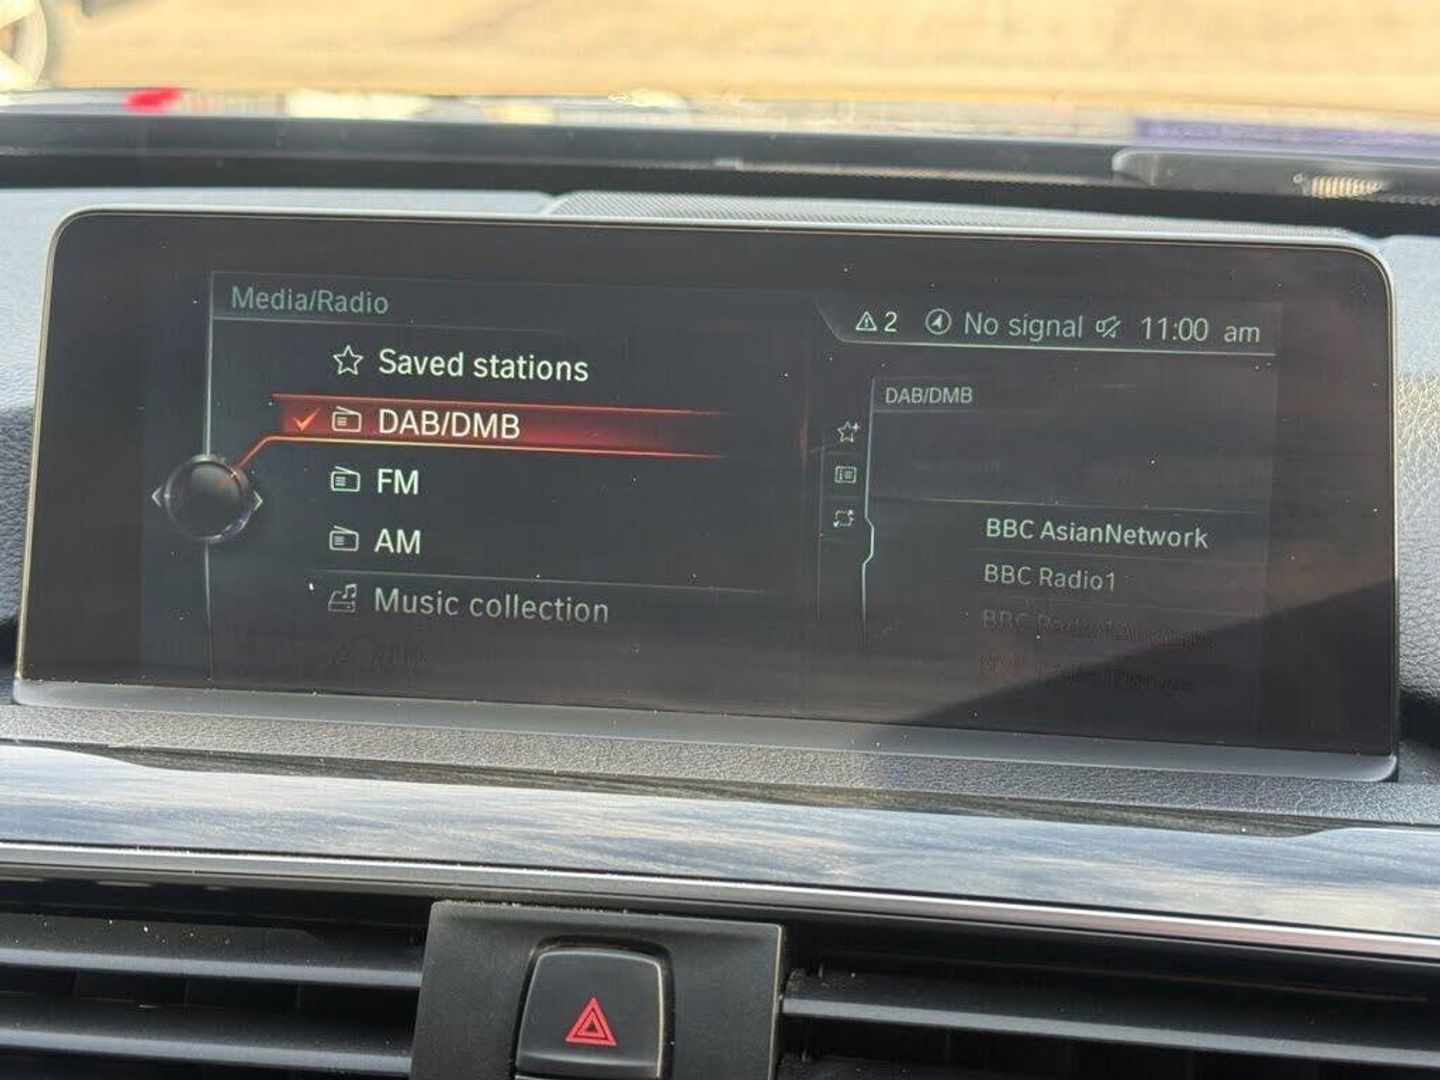 Media/Radio
2 No signal 11:00 am
Saved stations
DAB/DMB
FM
AM
Music collection
DAB/DMB
BBC AsianNetwork
BBC Radio1